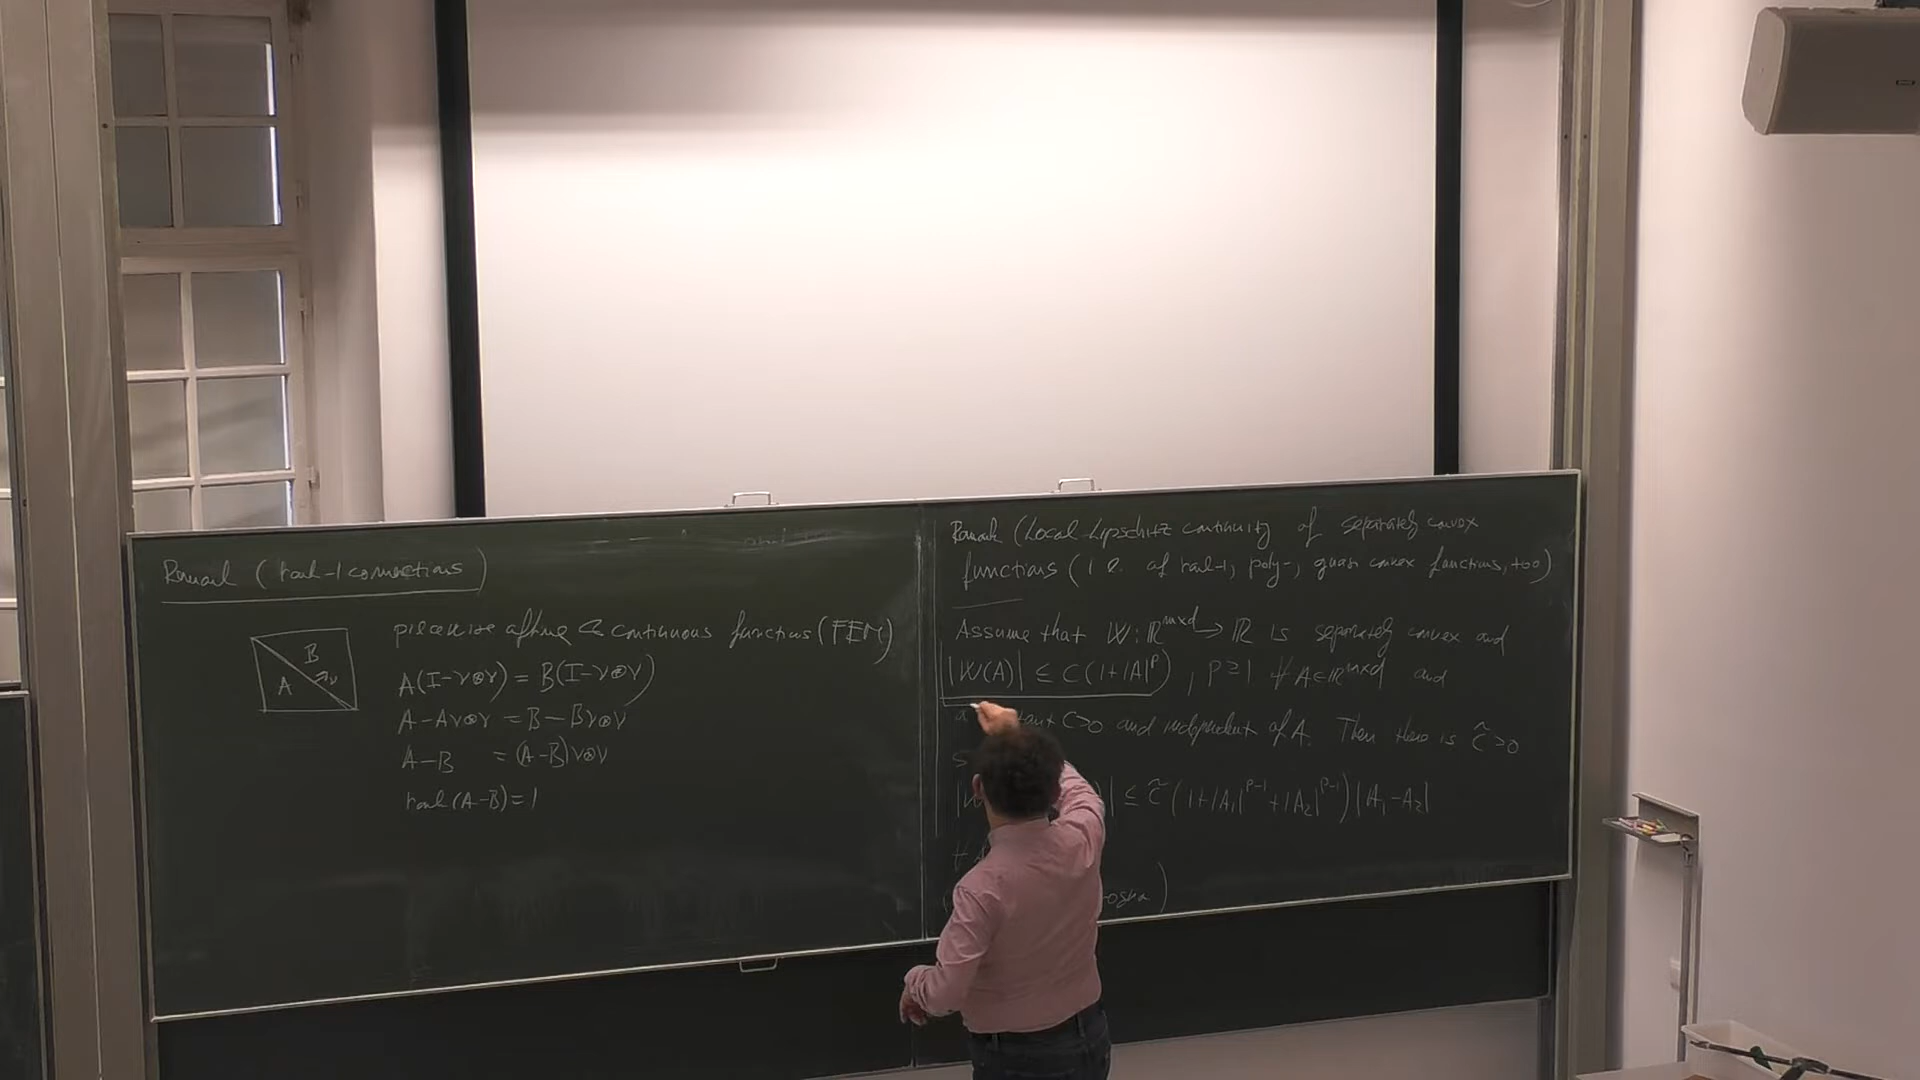 Remark (rank-1 connections)
piecewise affine & continuous functions (FEM)
B
A
ν
A(I-ν⊗ν) = B(I-ν⊗ν)
A-Aν⊗ν = B-Bν⊗ν
A-B = (A-B)ν⊗ν
rank(A-B)=1
Remark (Local Lipschitz continuity of separately convex
functions (i.e. of rank-1, poly-, quasi convex functions, too)
Assume that W: ℝ^{m×d} → ℝ is separately convex and
|W(A)| ≤ C(1+|A|^p), p≥1 ∀ A∈ℝ^{m×d} and
a C>0 and independent of A. Then there is C̃>0
| ≤ C̃(1+|A₁|^{p-1}+|A₂|^{p-1})|A₁-A₂|